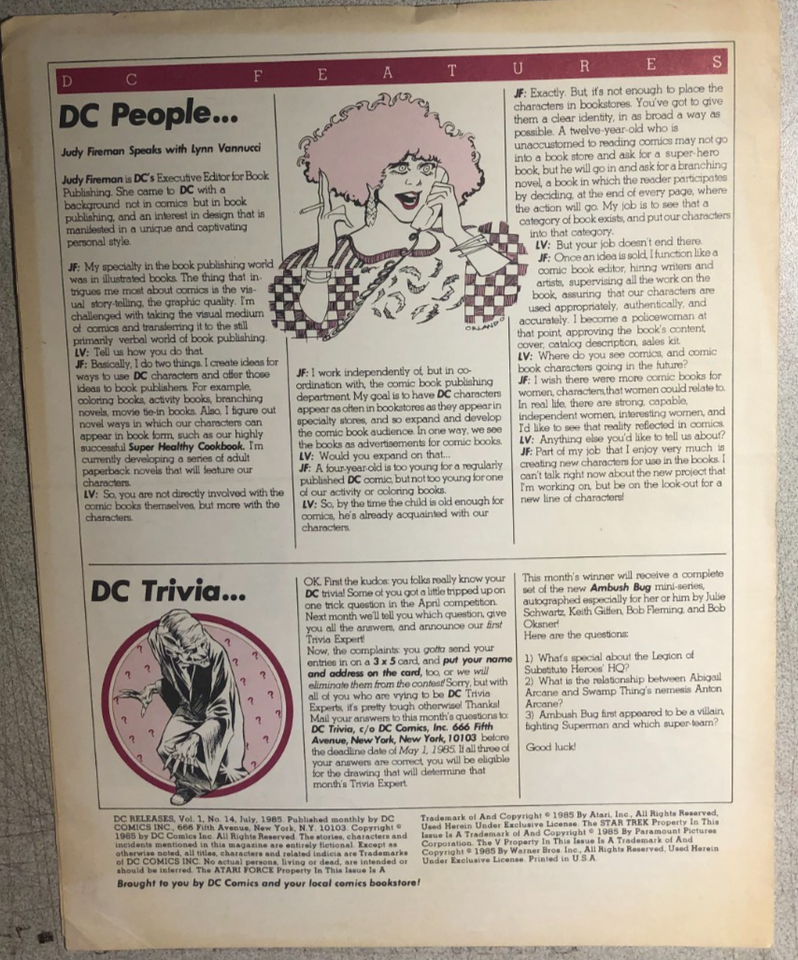 DC FEATURES
DC People...
Judy Fireman Speaks with Lynn Vannucci
Judy Fireman is DC's Executive Editor for Book
Publishing. She came to DC with a
background not in comics but in book
publishing, and an interest in design that is
manifested in a unique and captivating
personal style.
JF: My specialty in the book publishing world
was in illustrated books. The thing that in-
trigues me most about comics is the vis-
ual story-telling, the graphic quality. I'm
challenged with taking the visual medium
of comics and transferring it to the still
primarily verbal world of book publishing.
LV: Tell us how you do that.
JF: Basically, I do two things. I create ideas for
ways to use DC characters and offer those
ideas to book publishers. For example,
coloring books, activity books, branching
novels, movie tie-in books. Also, I figure out
novel ways in which our characters can
appear in book form, such as our highly
successful Super Healthy Cookbook. I'm
currently developing a series of adult
paperback novels that will feature our
characters.
LV: So, you are not directly involved with the
comic books themselves, but more with the
characters.
ORLANDO
JF: I work independently of, but in co-
ordination with, the comic book publishing
department. My goal is to have DC characters
appear as often in bookstores as they appear in
specialty stores, and so expand and develop
the comic book audience. In one way, we see
the books as advertisements for comic books.
LV: Would you expand on that...
JF: A four-year-old is too young for a regularly
published DC comic, but not too young for one
of our activity or coloring books.
LV: So, by the time the child is old enough for
comics, he's already acquainted with our
characters.
JF: Exactly. But, it's not enough to place the
characters in bookstores. You've got to give
them a clear identity, in as broad a way as
possible. A twelve-year-old who is
unaccustomed to reading comics may not go
into a book store and ask for a super-hero
book, but he will go in and ask for a branching
novel, a book in which the reader participates
by deciding, at the end of every page, where
the action will go. My job is to see that a
category of book exists, and put our characters
into that category.
LV: But your job doesn't end there.
JF: Once an idea is sold, I function like a
comic book editor, hiring writers and
artists, supervising all the work on the
book, assuring that our characters are
used appropriately, authentically, and
accurately. I become a policewoman at
that point, approving the book's content,
cover, catalog description, sales kit.
LV: Where do you see comics, and comic
book characters going in the future?
JF: I wish there were more comic books for
women, characters, that women could relate to.
In real life, there are strong, capable,
independent women, interesting women, and
I'd like to see that reality reflected in comics.
LV: Anything else you'd like to tell us about?
JF: Part of my job that I enjoy very much is
creating new characters for use in the books. I
can't talk right now about the new project that
I'm working on, but be on the look-out for a
new line of characters!
DC Trivia...
OK. First the kudos: you folks really know your
DC trivia! Some of you got a little tripped up on
one trick question in the April competition.
Next month we'll tell you which question, give
you all the answers, and announce our first
Trivia Expert!
Now, the complaints: you gotta send your
entries in on a 3 x 5 card, and put your name
and address on the card, too, or we will
eliminate them from the contest! Sorry, but with
all of you who are vying to be DC Trivia
Experts, it's pretty tough otherwise! Thanks!
Mail your answers to this month's questions to:
DC Trivia, c/o DC Comics, Inc. 666 Fifth
Avenue, New York, New York, 10103 before
the deadline date of May 1, 1985. If all three of
your answers are correct, you will be eligible
for the drawing that will determine that
month's Trivia Expert.
This month's winner will receive a complete
set of the new Ambush Bug mini-series,
autographed especially for her or him by Julie
Schwartz, Keith Giffen, Bob Fleming, and Bob
Oksner!
Here are the questions:
1) What's special about the Legion of
Substitute Heroes' HQ?
2) What is the relationship between Abigail
Arcane and Swamp Thing's nemesis Anton
Arcane?
3) Ambush Bug first appeared to be a villain,
fighting Superman and which super-team?
Good luck!
DC RELEASES, Vol. 1, No. 14, July, 1985. Published monthly by DC
COMICS INC., 666 Fifth Avenue, New York, N.Y. 10103. Copyright ©
1985 by DC Comics Inc. All Rights Reserved. The stories, characters and
incidents mentioned in this magazine are entirely fictional. Except as
otherwise noted, all titles, characters and related indicia are Trademarks
of DC COMICS INC. No actual persons, living or dead, are intended or
should be inferred. The ATARI FORCE Property In This Issue Is A
Trademark of And Copyright © 1985 By Atari, Inc., All Rights Reserved,
Used Herein Under Exclusive License. The STAR TREK Property In This
Issue Is A Trademark of And Copyright © 1985 By Paramount Pictures
Corporation. The V Property In This Issue Is A Trademark of And
Copyright © 1985 By Warner Bros. Inc., All Rights Reserved, Used Herein
Under Exclusive License. Printed in U.S.A.
Brought to you by DC Comics and your local comics bookstore!